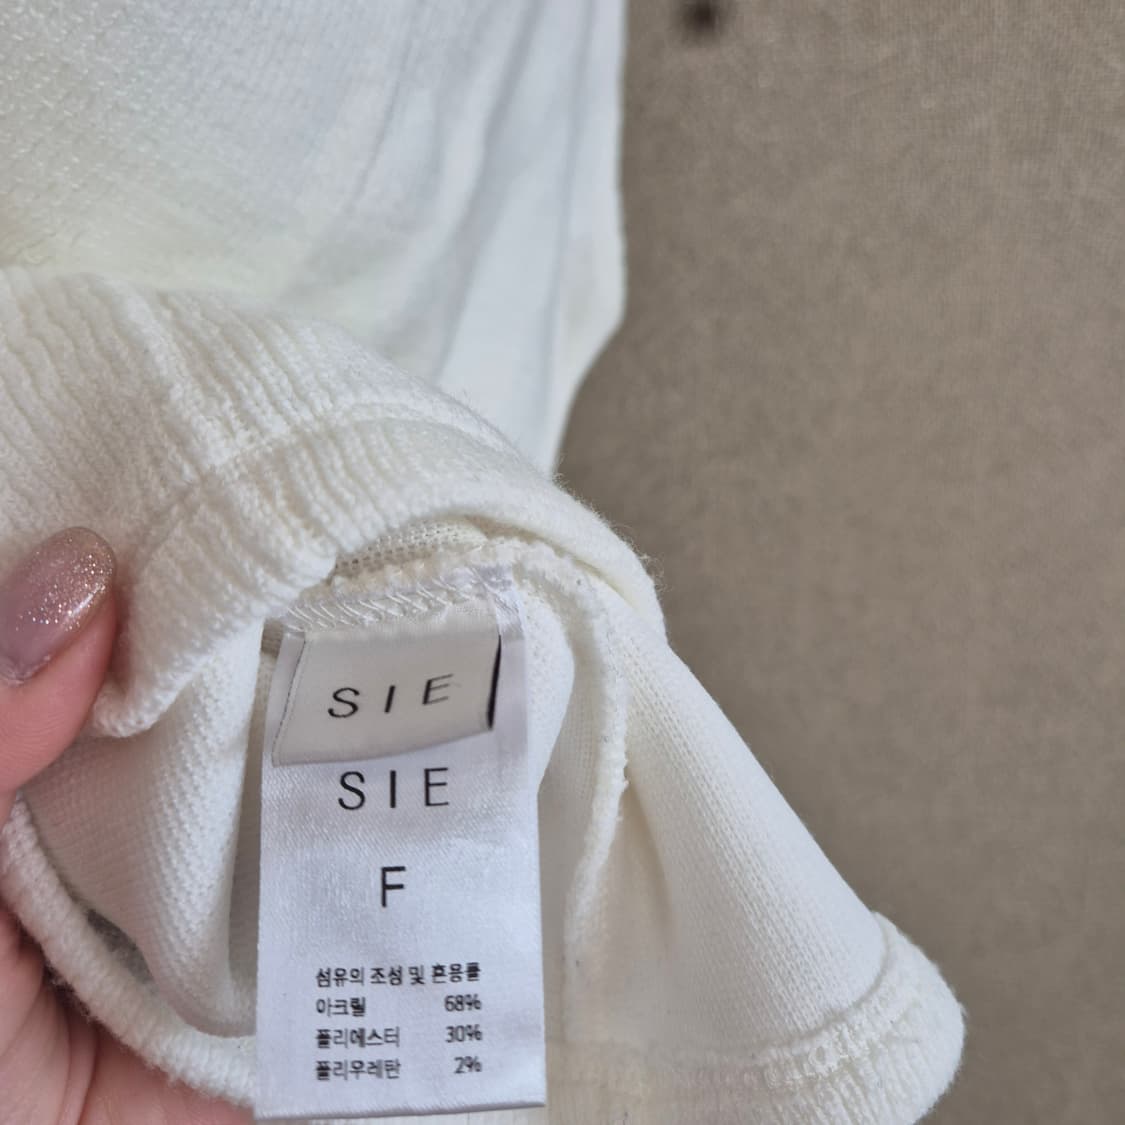 SIE
SIE
F
섬유의 조성 및 혼용률
아크릴 68%
폴리에스터 30%
폴리우레탄 2%